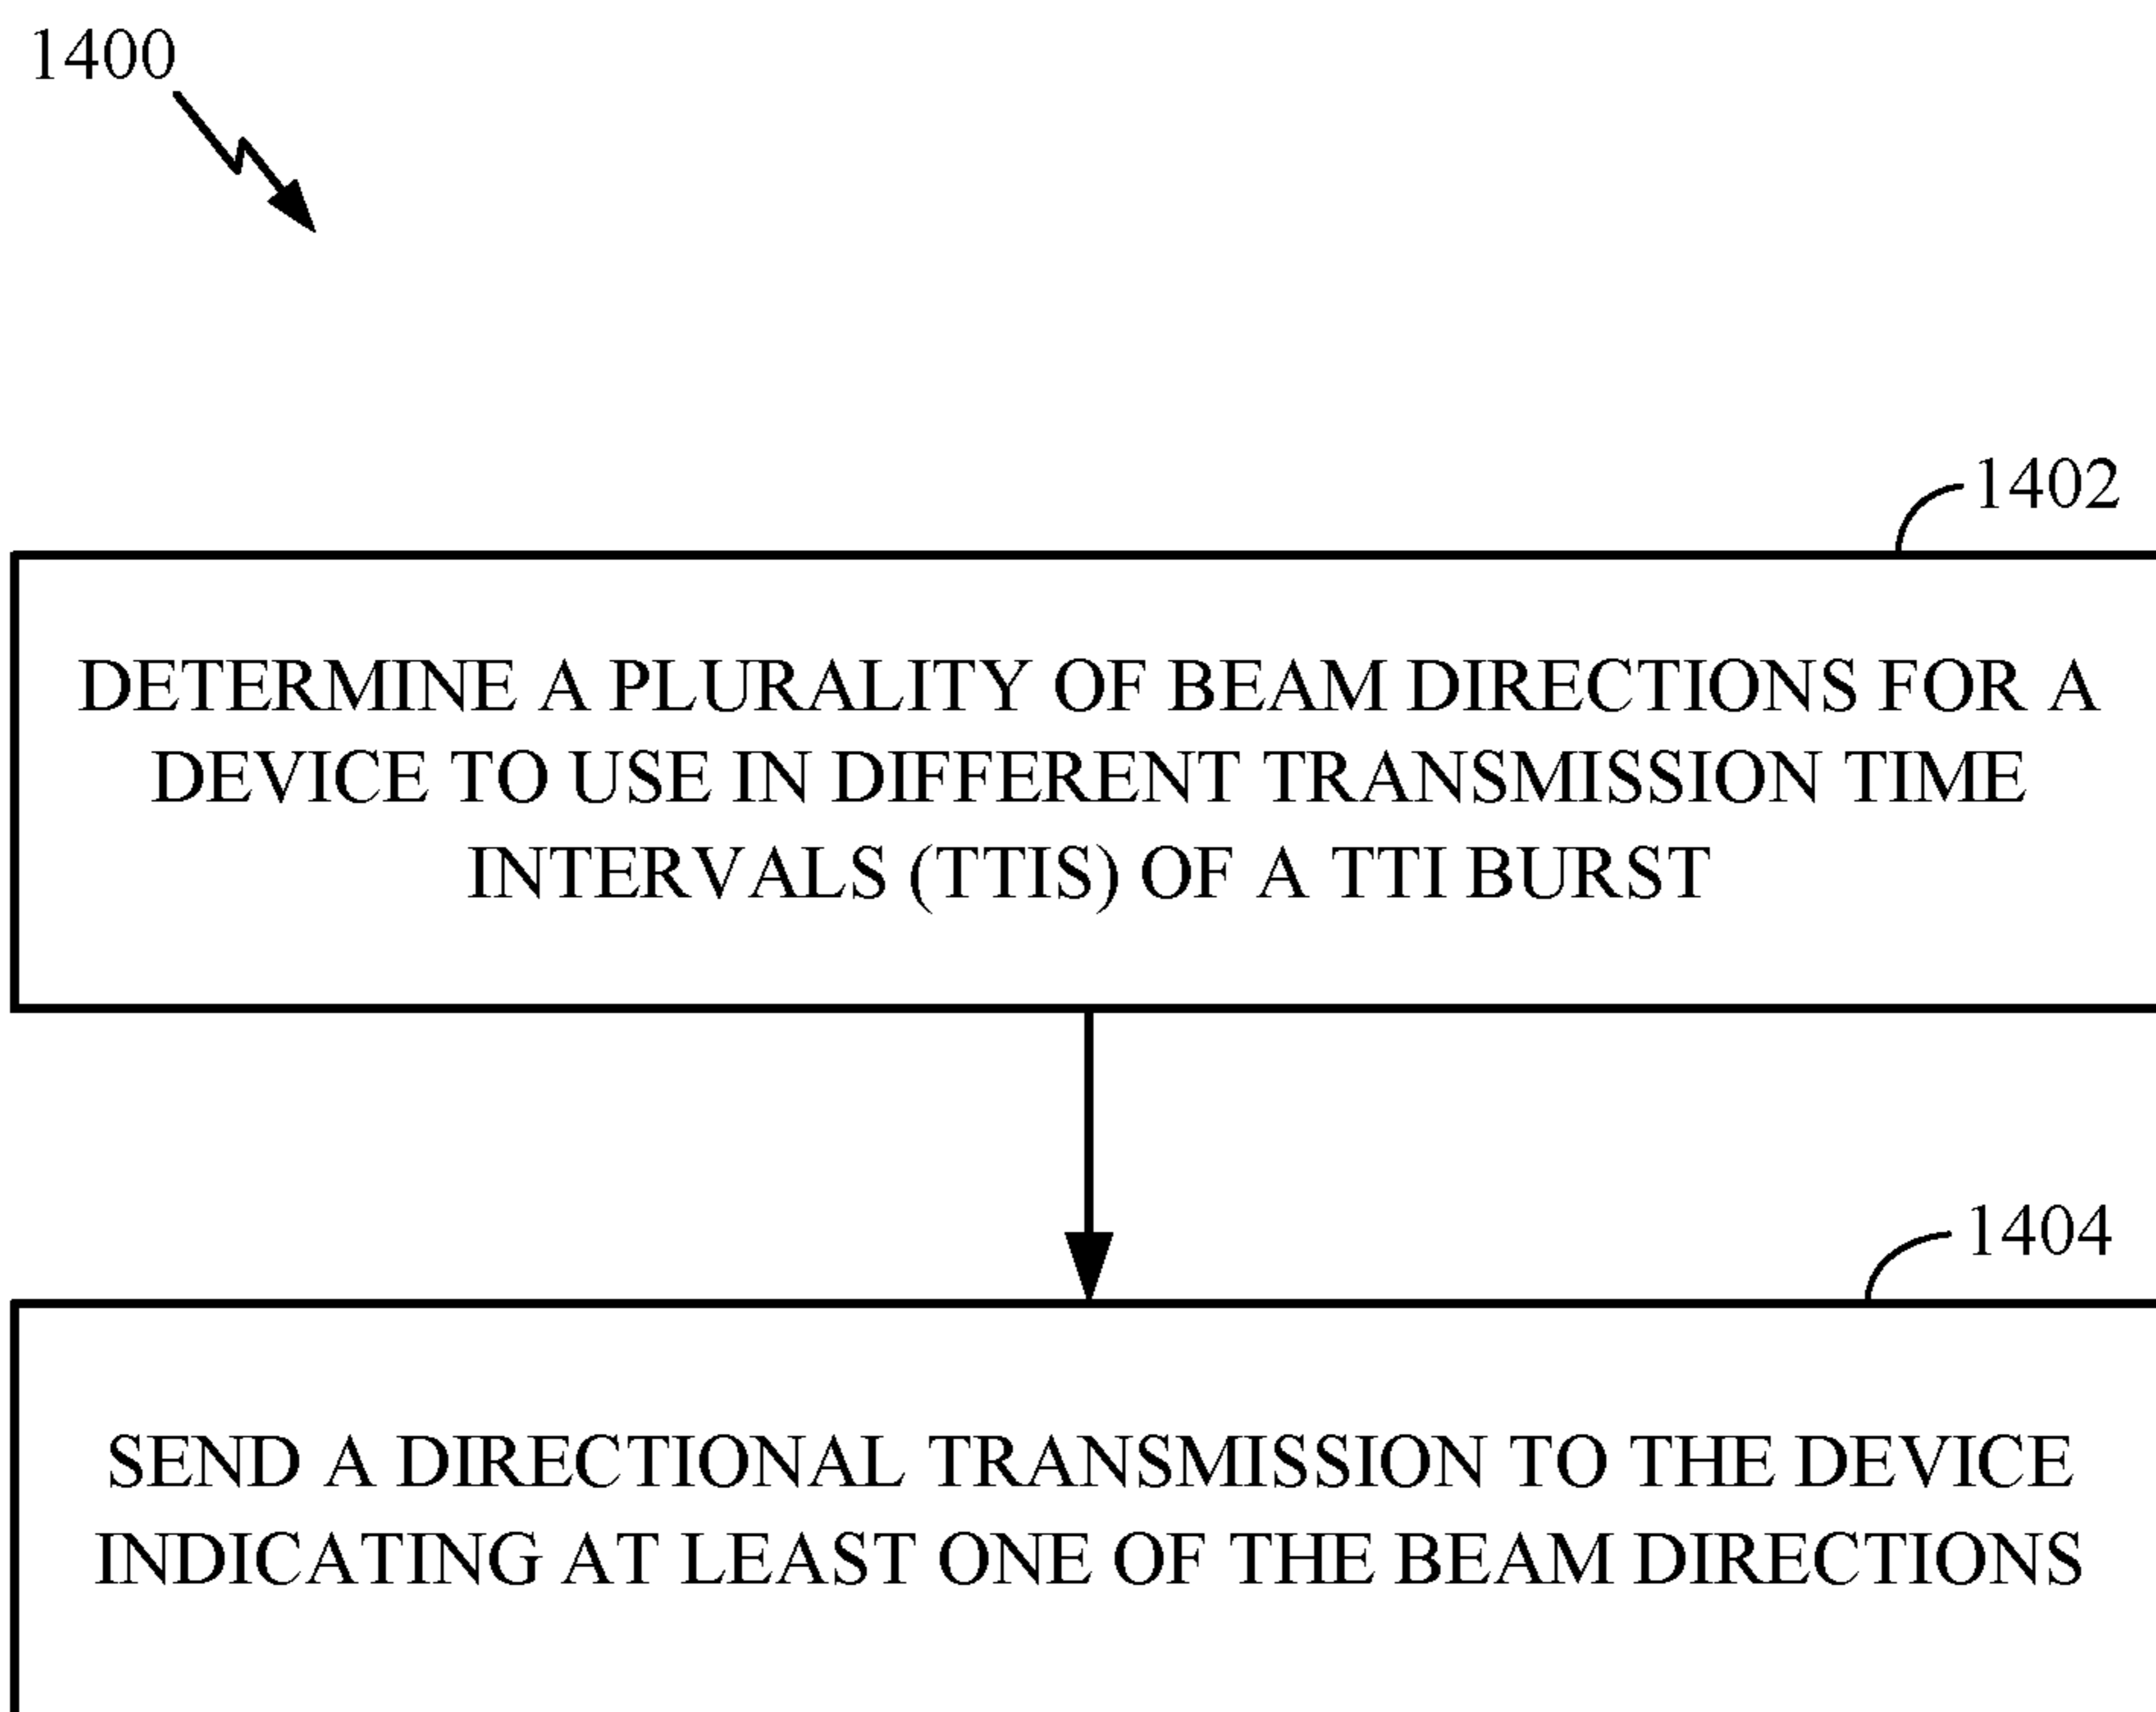 1400
1402
DETERMINE A PLURALITY OF BEAM DIRECTIONS FOR A
DEVICE TO USE IN DIFFERENT TRANSMISSION TIME
INTERVALS (TTIS) OF A TTI BURST
1404
SEND A DIRECTIONAL TRANSMISSION TO THE DEVICE
INDICATING AT LEAST ONE OF THE BEAM DIRECTIONS